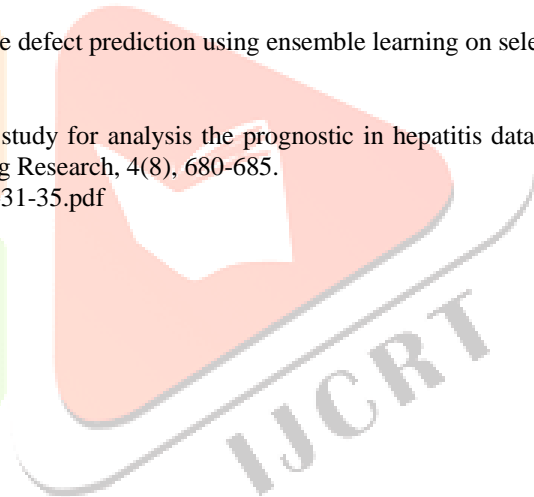 e defect prediction using ensemble learning on sele
study for analysis the prognostic in hepatitis data
g Research, 4(8), 680-685.
31-35.pdf
IJCRT